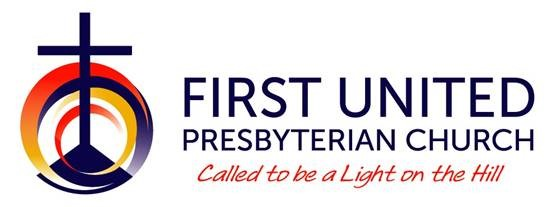 FIRST UNITED
PRESBYTERIAN CHURCH
Called to be a Light on the Hill